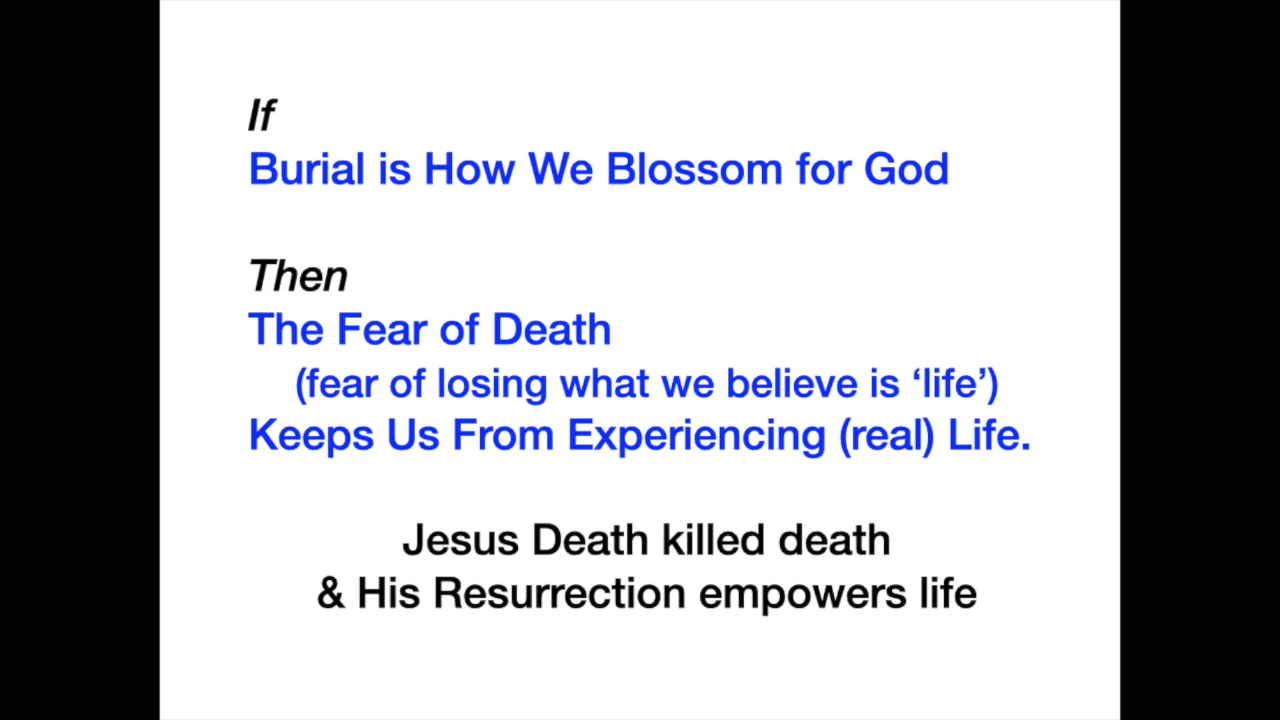 If
Burial is How We Blossom for God
Then
The Fear of Death
(fear of losing what we believe is ‘life’)
Keeps Us From Experiencing (real) Life.
Jesus Death killed death
& His Resurrection empowers life